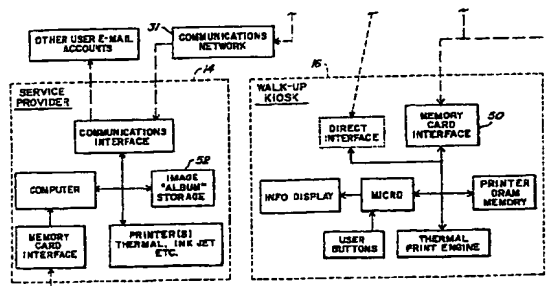 OTHER USER E-MAIL
ACCOUNTS
31
COMMUNICATIONS
NETWORK
14
SERVICE
PROVIDER
COMMUNICATIONS
INTERFACE
COMPUTER
52
IMAGE
"ALBUM"
STORAGE
MEMORY
CARD
INTERFACE
PRINTER(S)
THERMAL, INK JET
ETC.
16
WALK-UP
KIOSK
DIRECT
INTERFACE
MEMORY
CARD
INTERFACE
50
INFO DISPLAY
MICRO
PRINTER
DRAM
MEMORY
USER
BUTTONS
THERMAL
PRINT ENGINE